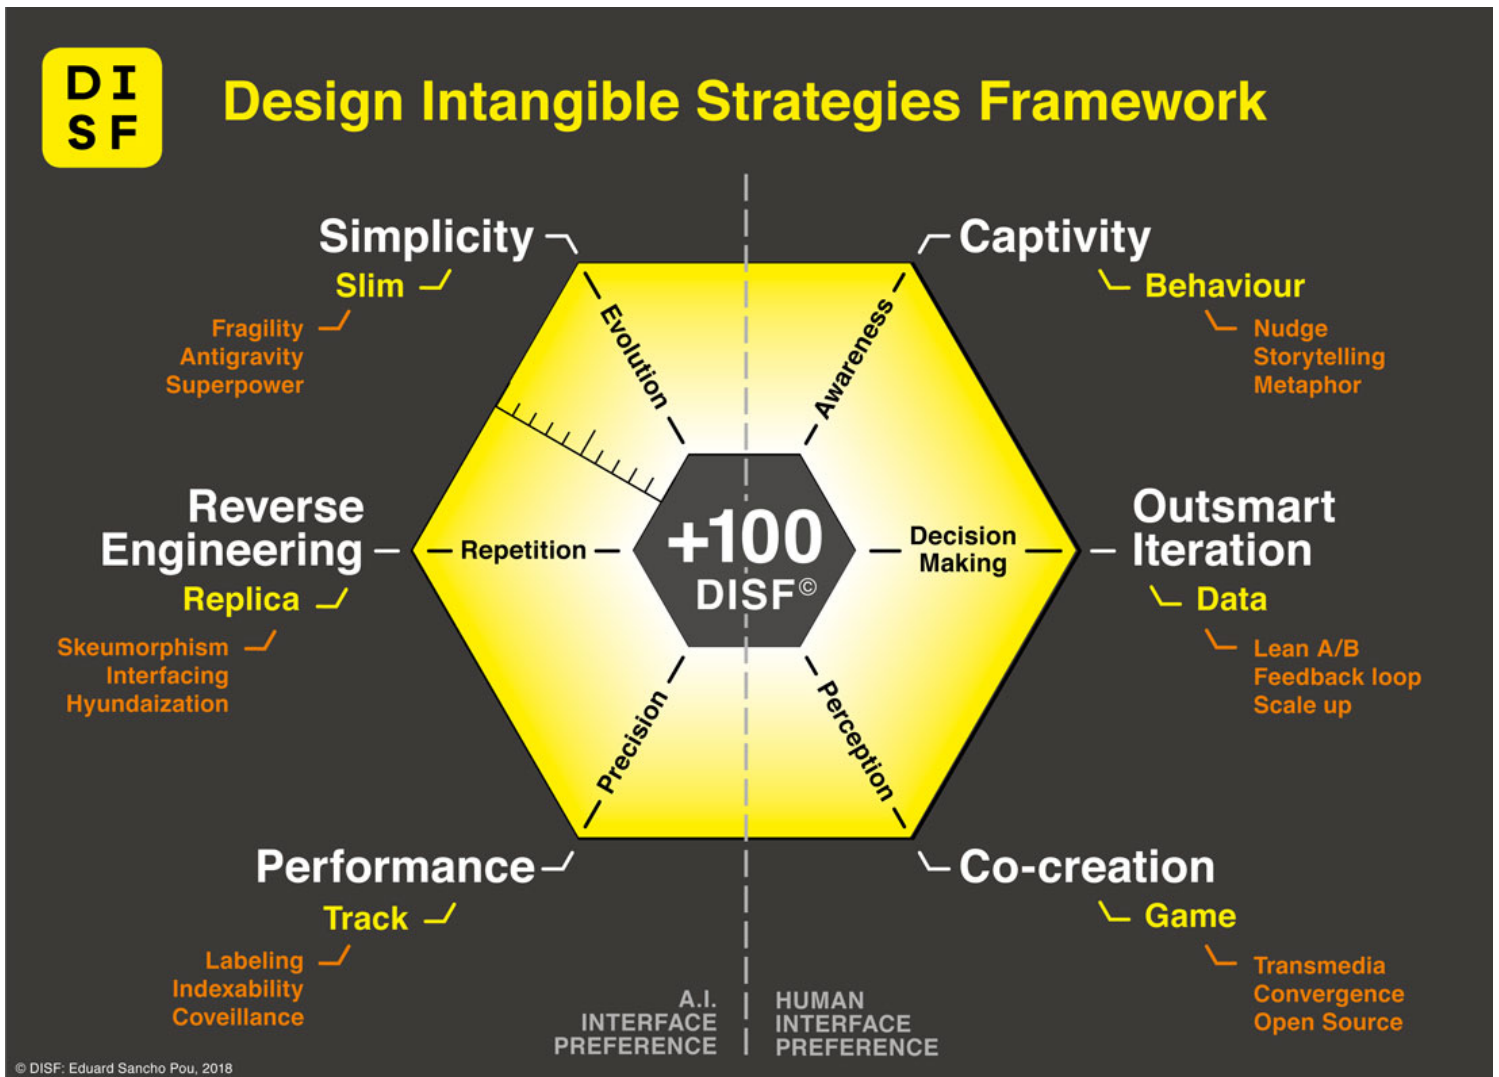 D I
S F
Design Intangible Strategies Framework
Simplicity
Slim
Fragility
Antigravity
Superpower
Evolution
Captivity
Behaviour
Nudge
Storytelling
Metaphor
Awareness
Reverse
Engineering
Replica
Skeumorphism
Interfacing
Hyundaization
Repetition
+100
DISF©
Decision
Making
Outsmart
Iteration
Data
Lean A/B
Feedback loop
Scale up
Precision
Perception
Performance
Track
Labeling
Indexability
Coveillance
Co-creation
Game
Transmedia
Convergence
Open Source
A.I.
INTERFACE
PREFERENCE
HUMAN
INTERFACE
PREFERENCE
© DISF: Eduard Sancho Pou, 2018